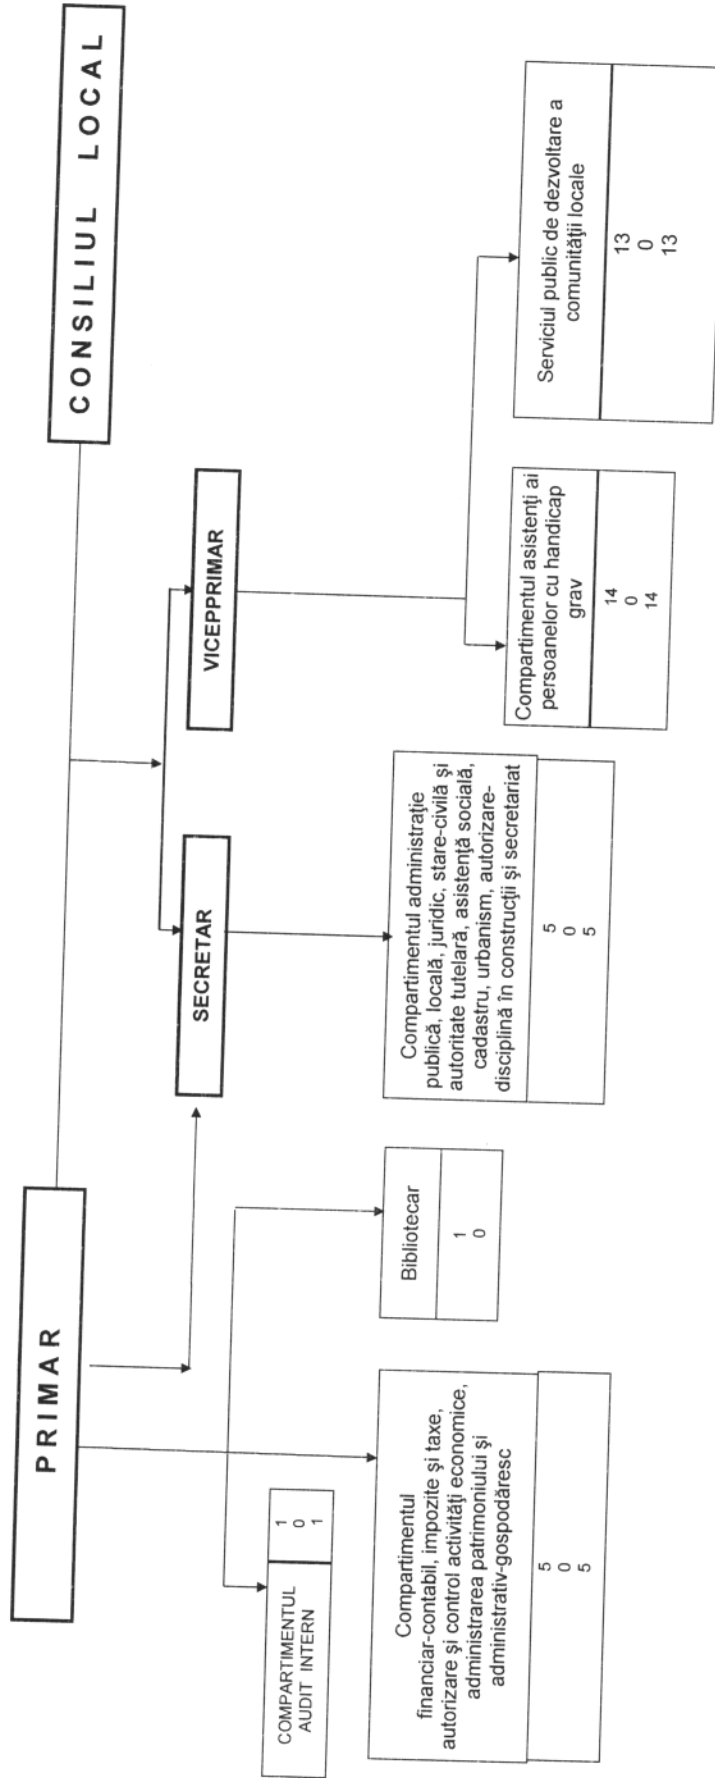 CONSILIUL LOCAL
PRIMAR
SECRETAR
VICEPPRIMAR
COMPARTIMENTUL
AUDIT INTERN
1
0
1
Compartimentul
financiar-contabil, impozite şi taxe,
autorizare şi control activităţi economice,
administrarea patrimoniului şi
administrativ-gospodăresc
5
0
5
Bibliotecar
1
0
Compartimentul administraţie
publică, locală, juridic, stare-civilă şi
autoritate tutelară, asistenţă socială,
cadastru, urbanism, autorizare-
disciplină în construcţii şi secretariat
5
0
5
Compartimentul asistenţi ai
persoanelor cu handicap
grav
14
0
14
Serviciul public de dezvoltare a
comunităţii locale
13
0
13